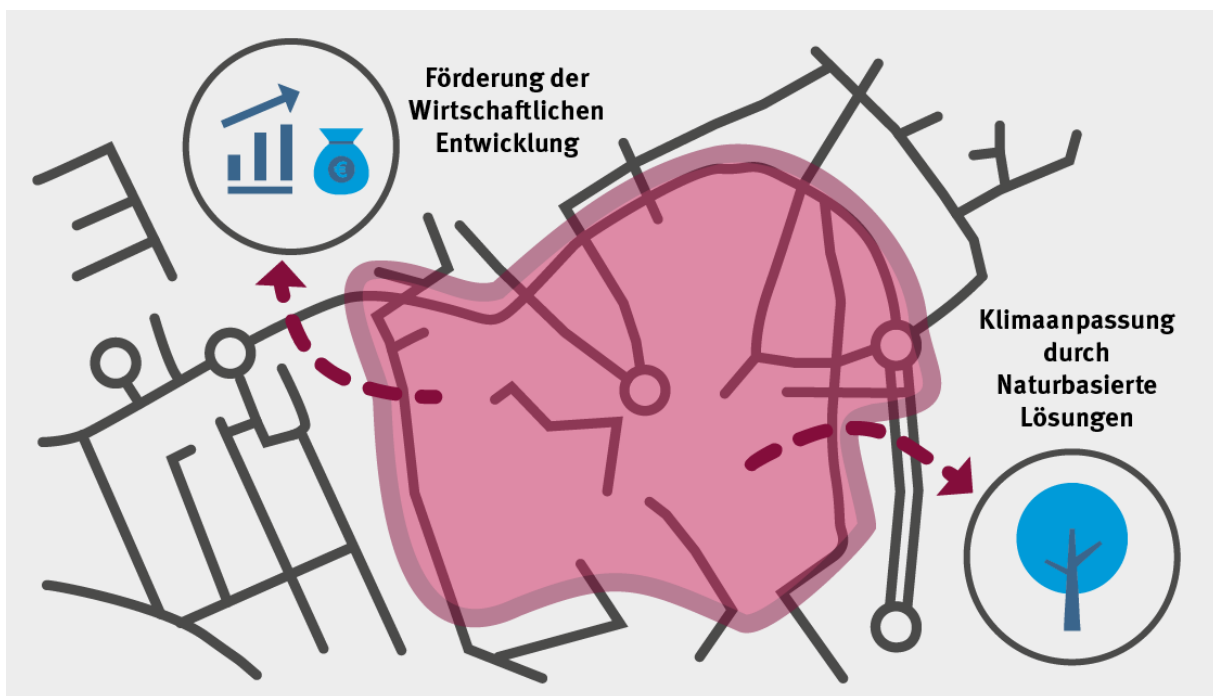 Förderung der
Wirtschaftlichen
Entwicklung
€
Klimaanpassung
durch
Naturbasierte
Lösungen